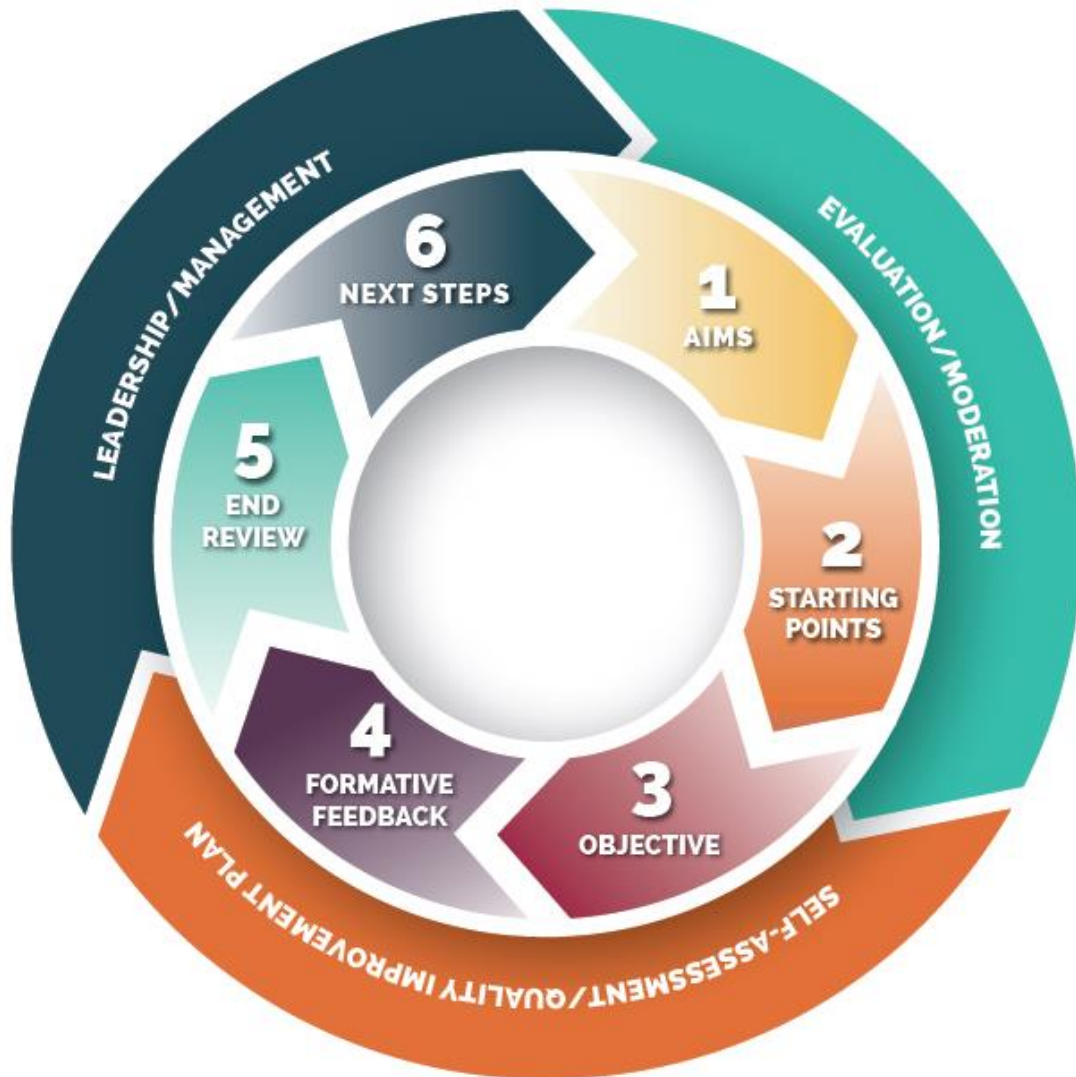 LEADERSHIP/MANAGEMENT
EVALUATION/MODERATION
SELF-ASSESSMENT/QUALITY IMPROVEMENT PLAN
1
AIMS
2
STARTING
POINTS
3
OBJECTIVE
4
FORMATIVE
FEEDBACK
5
END
REVIEW
6
NEXT STEPS